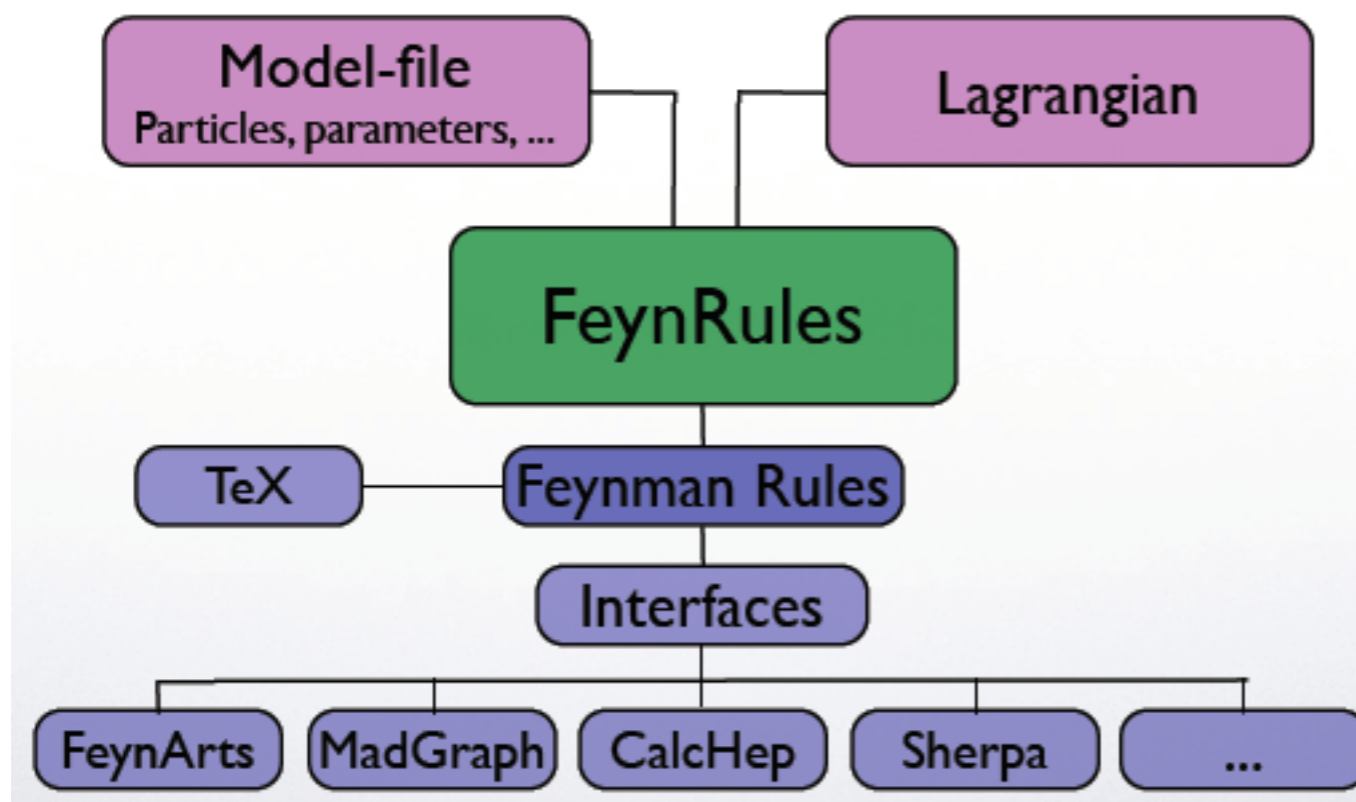 Model-file
Particles, parameters, ...
Lagrangian
FeynRules
TeX
Feynman Rules
Interfaces
FeynArts
MadGraph
CalcHep
Sherpa
...